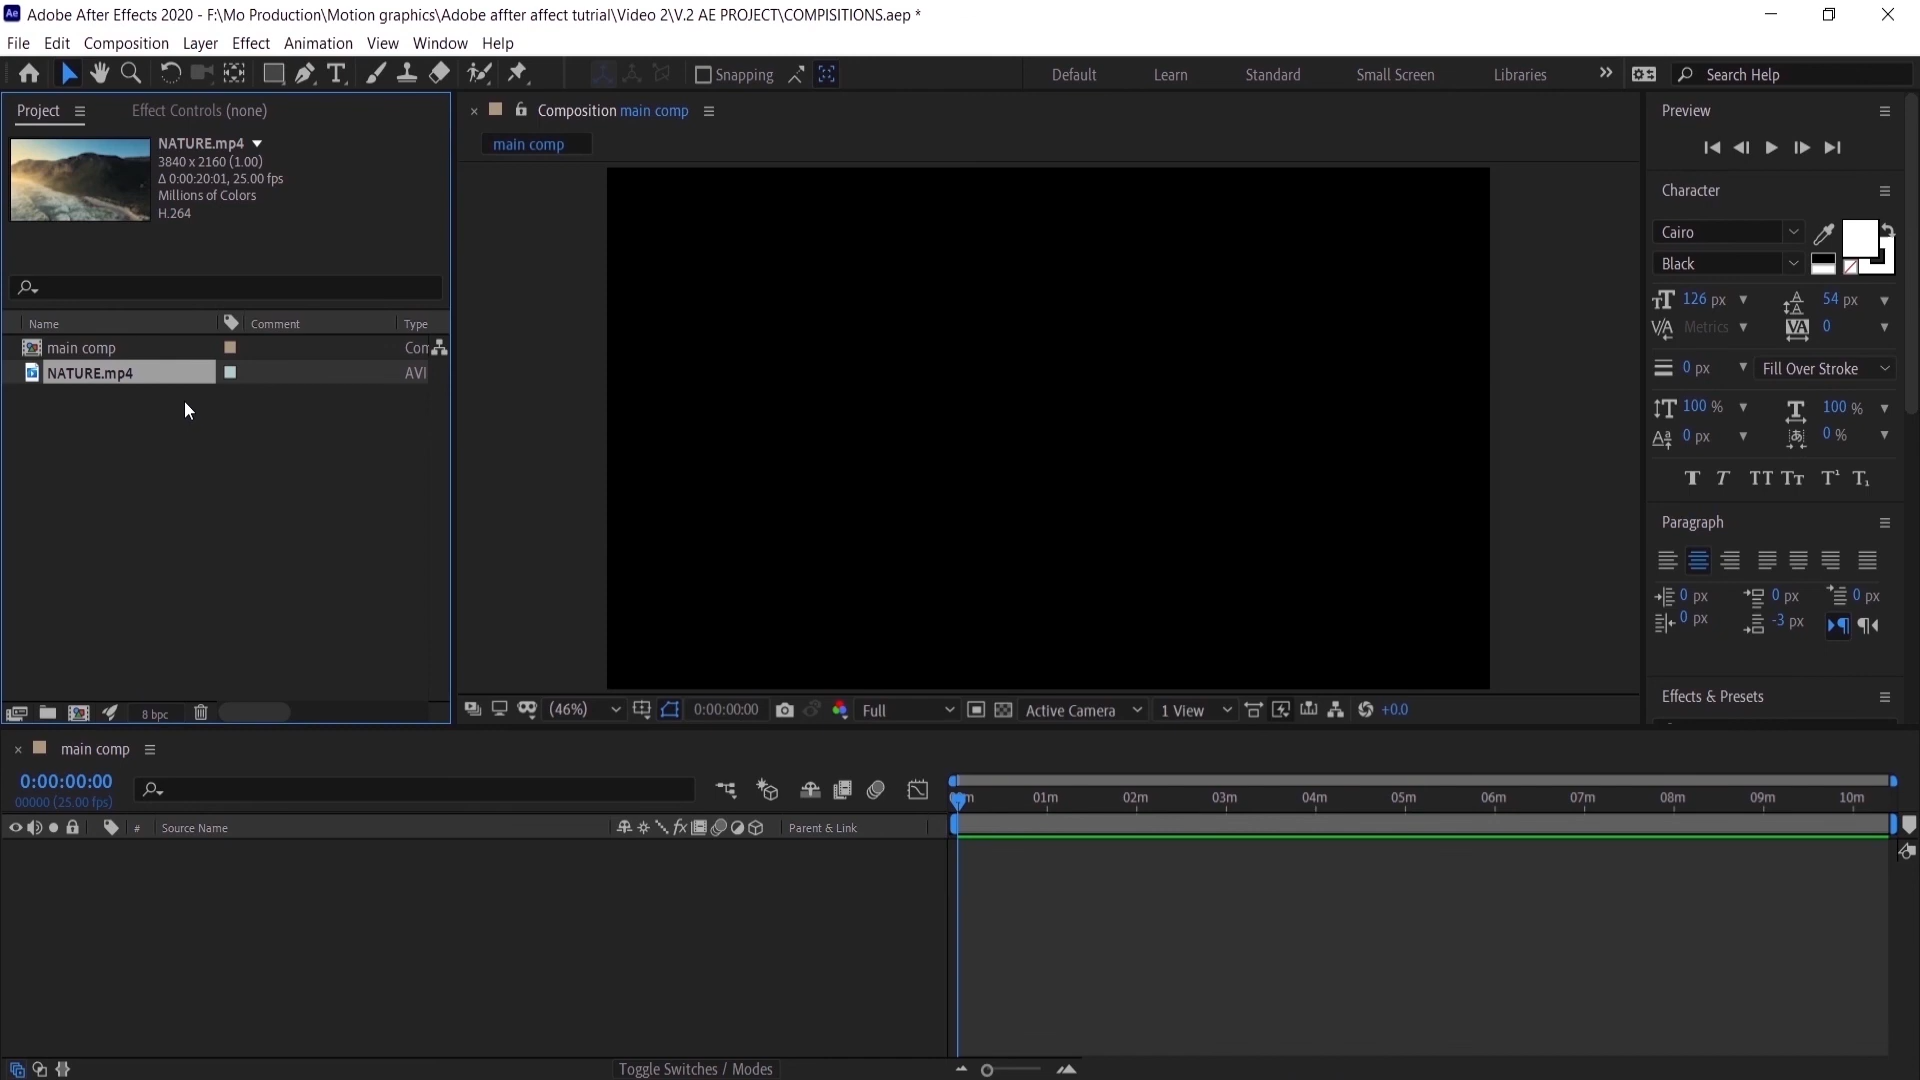 Adobe After Effects 2020 - F:\Mo Production\Motion graphics\Adobe affter affect tutrial\Video 2\V.2 AE PROJECT\COMPISITIONS.aep *
File Edit Composition Layer Effect Animation View Window Help
Snapping Default Learn Standard Small Screen Libraries Search Help
Project Effect Controls (none)
NATURE.mp4
3840 x 2160 (1.00)
Δ 0:00:20:01, 25.00 fps
Millions of Colors
H.264
Name Comment Type
main comp Com
NATURE.mp4 AVI
8 bpc
Composition main comp
main comp
(46%) 0:00:00:00 Full Active Camera 1 View +0.0
Preview
Character
Cairo
Black
126 px 54 px
Metrics 0
0 px Fill Over Stroke
100 % 100 %
0 px 0 %
Paragraph
0 px 0 px 0 px
0 px -3 px
Effects & Presets
main comp
0:00:00:00
00000 (25.00 fps)
01m 02m 03m 04m 05m 06m 07m 08m 09m 10m
# Source Name Parent & Link
Toggle Switches / Modes